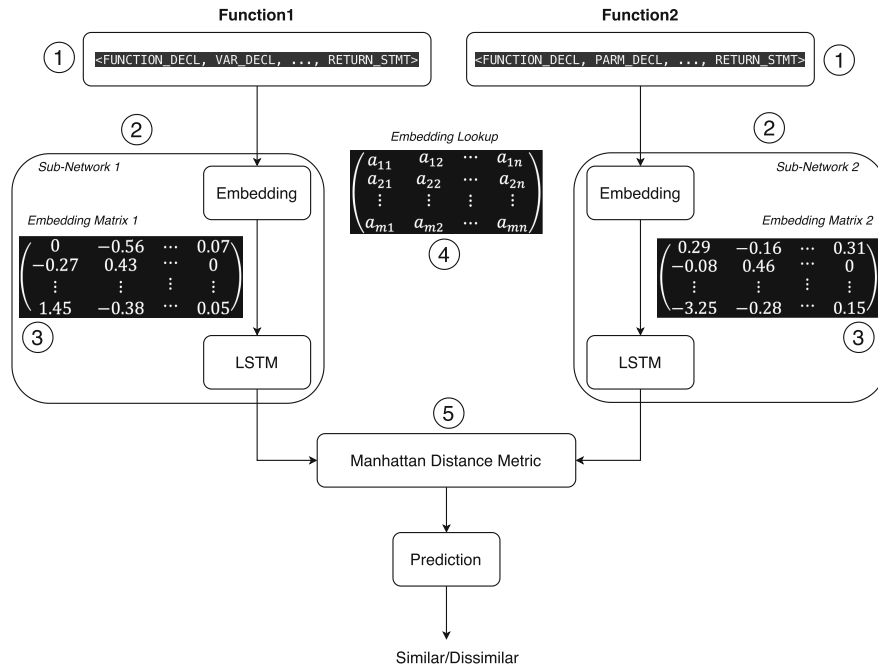 Function1
Function2
1
<FUNCTION_DECL, VAR_DECL, ..., RETURN_STMT>
<FUNCTION_DECL, PARM_DECL, ..., RETURN_STMT>
1
2
2
Sub-Network 1
Embedding
Embedding Lookup
a11 a12 ⋯ a1n
a21 a22 ⋯ a2n
⋮ ⋮ ⋮ ⋮
am1 am2 ⋯ amn
4
Sub-Network 2
Embedding
Embedding Matrix 1
0 −0.56 ⋯ 0.07
−0.27 0.43 ⋯ 0
⋮ ⋮ ⋮ ⋮
1.45 −0.38 ⋯ 0.05
3
Embedding Matrix 2
0.29 −0.16 ⋯ 0.31
−0.08 0.46 ⋯ 0
⋮ ⋮ ⋮ ⋮
−3.25 −0.28 ⋯ 0.15
3
LSTM
LSTM
5
Manhattan Distance Metric
Prediction
Similar/Dissimilar